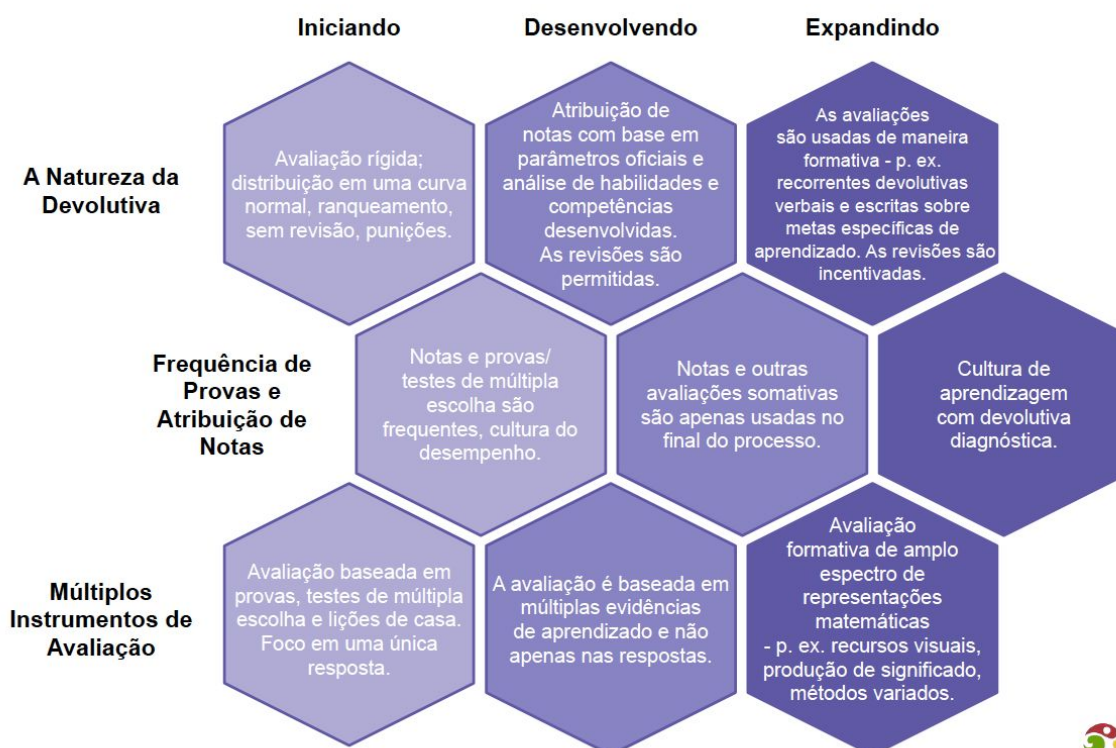 Iniciando
Desenvolvendo
Expandindo
A Natureza da
Devolutiva
Avaliação rígida;
distribuição em uma curva
normal, ranqueamento,
sem revisão, punições.
Atribuição de
notas com base em
parâmetros oficiais e
análise de habilidades e
competências
desenvolvidas.
As revisões são
permitidas.
As avaliações
são usadas de maneira
formativa - p. ex.
recorrentes devolutivas
verbais e escritas sobre
metas específicas de
aprendizado. As revisões são
incentivadas.
Frequência de
Provas e
Atribuição de
Notas
Notas e provas/
testes de múltipla
escolha são
frequentes, cultura do
desempenho.
Notas e outras
avaliações somativas
são apenas usadas no
final do processo.
Cultura de
aprendizagem
com devolutiva
diagnóstica.
Múltiplos
Instrumentos de
Avaliação
Avaliação baseada em
provas, testes de múltipla
escolha e lições de casa.
Foco em uma única
resposta.
A avaliação é baseada em
múltiplas evidências
de aprendizado e não
apenas nas respostas.
Avaliação
formativa de amplo
espectro de
representações
matemáticas
- p. ex. recursos visuais,
produção de significado,
métodos variados.